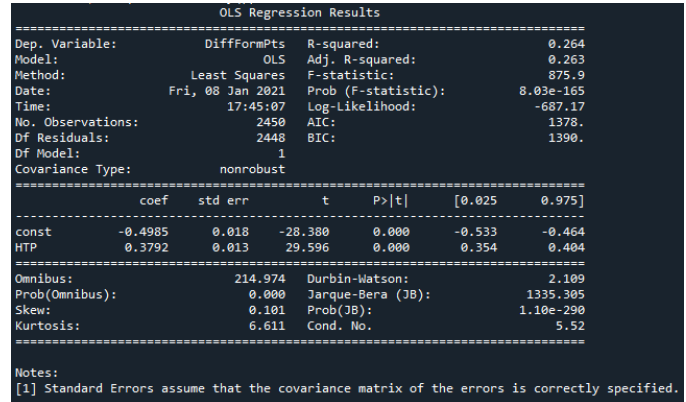 OLS Regression Results
==============================================================================
Dep. Variable: DiffFormPts R-squared: 0.264
Model: OLS Adj. R-squared: 0.263
Method: Least Squares F-statistic: 875.9
Date: Fri, 08 Jan 2021 Prob (F-statistic): 8.03e-165
Time: 17:45:07 Log-Likelihood: -687.17
No. Observations: 2450 AIC: 1378.
Df Residuals: 2448 BIC: 1390.
Df Model: 1
Covariance Type: nonrobust
==============================================================================
coef std err t P>|t| [0.025 0.975]
------------------------------------------------------------------------------
const -0.4985 0.018 -28.380 0.000 -0.533 -0.464
HTP 0.3792 0.013 29.596 0.000 0.354 0.404
==============================================================================
Omnibus: 214.974 Durbin-Watson: 2.109
Prob(Omnibus): 0.000 Jarque-Bera (JB): 1335.305
Skew: 0.101 Prob(JB): 1.10e-290
Kurtosis: 6.611 Cond. No. 5.52
==============================================================================
Notes:
[1] Standard Errors assume that the covariance matrix of the errors is correctly specified.